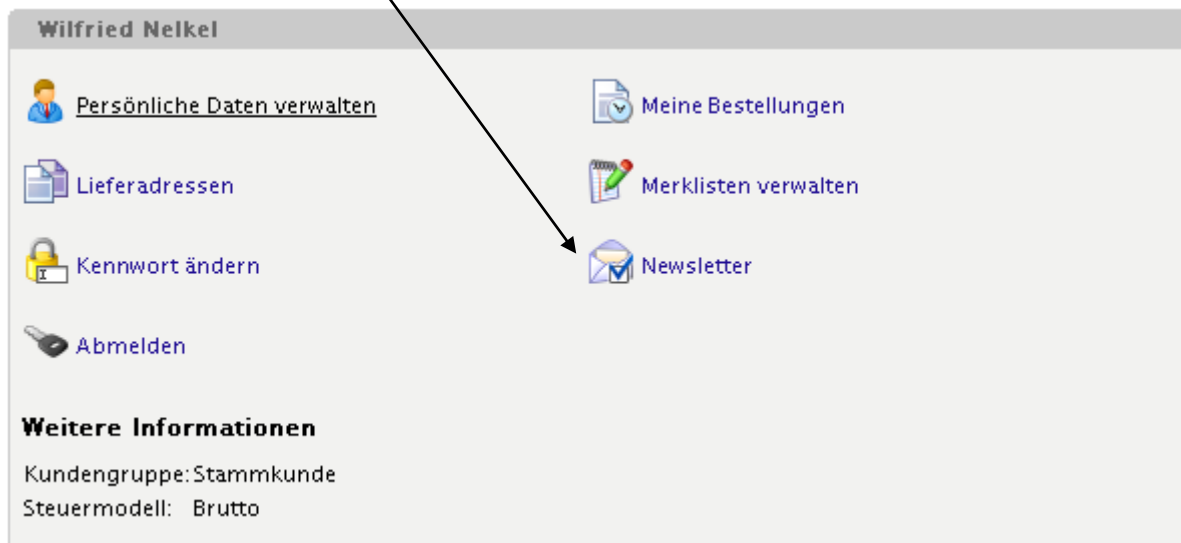 Wilfried Nelkel
Persönliche Daten verwalten
Meine Bestellungen
Lieferadressen
Merklisten verwalten
Kennwort ändern
Newsletter
Abmelden
Weitere Informationen
Kundengruppe: Stammkunde
Steuermodell: Brutto